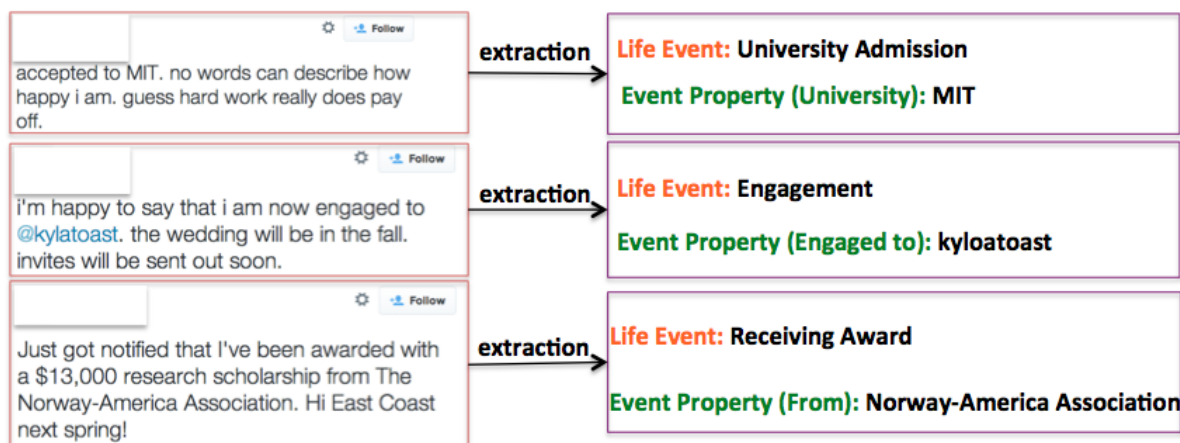 Follow
accepted to MIT. no words can describe how
happy i am. guess hard work really does pay
off.
extraction
Life Event: University Admission
Event Property (University): MIT
Follow
i'm happy to say that i am now engaged to
@kylatoast. the wedding will be in the fall.
invites will be sent out soon.
extraction
Life Event: Engagement
Event Property (Engaged to): kyloatoast
Follow
Just got notified that I've been awarded with
a $13,000 research scholarship from The
Norway-America Association. Hi East Coast
next spring!
extraction
Life Event: Receiving Award
Event Property (From): Norway-America Association